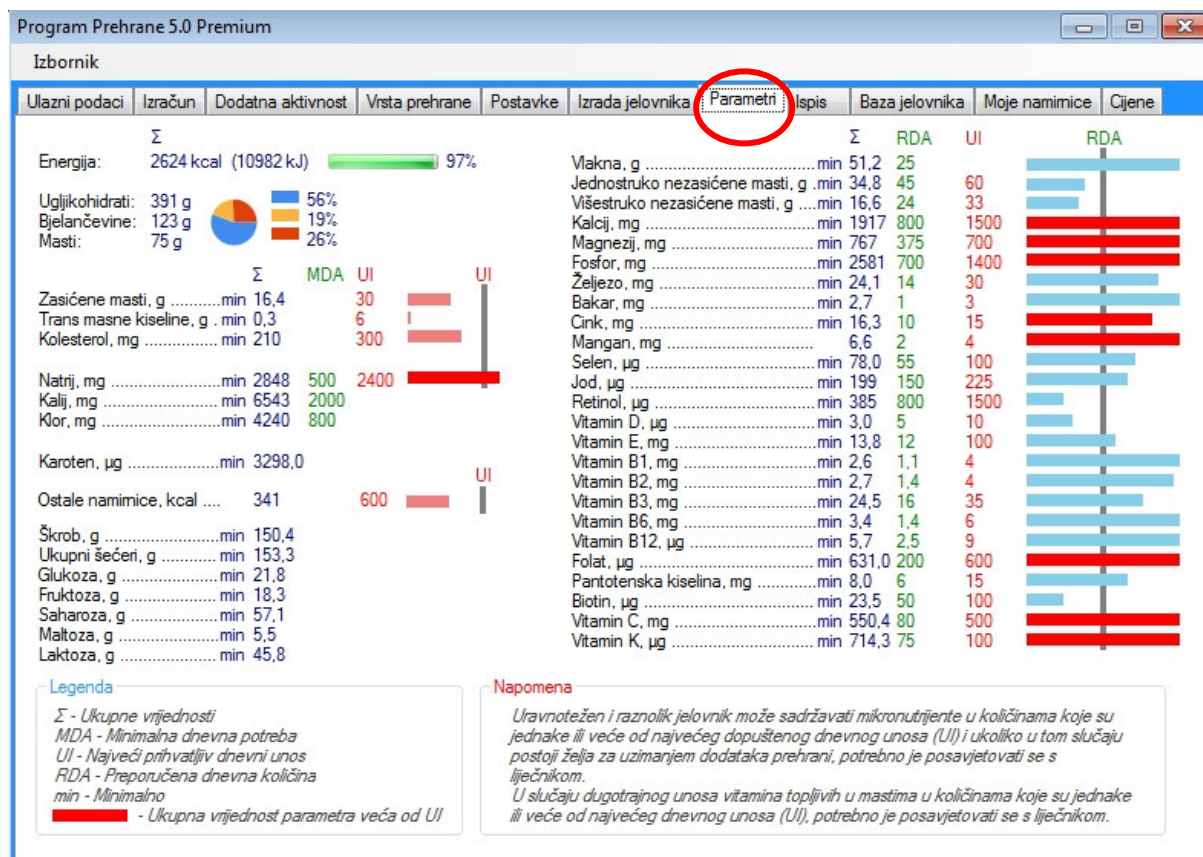 Program Prehrane 5.0 Premium
Izbornik
Ulazni podaci Izračun Dodatna aktivnost Vrsta prehrane Postavke Izrada jelovnika Parametri Ispis Baza jelovnika Moje namirnice Cijene
Σ
Energija: 2624 kcal (10982 kJ) 97%
Ugljikohidrati: 391 g 56%
Bjelančevine: 123 g 19%
Masti: 75 g 26%
Σ MDA UI UI
Zasićene masti, g ...........min 16,4 30
Trans masne kiseline, g . min 0,3 6
Kolesterol, mg ................ min 210 300
Natrij, mg ......................min 2848 500 2400
Kalij, mg ........................min 6543 2000
Klor, mg .........................min 4240 800
Karoten, µg ...................min 3298,0
UI
Ostale namirnice, kcal .... 341 600
Škrob, g ........................min 150,4
Ukupni šećeri, g ............min 153,3
Glukoza, g .....................min 21,8
Fruktoza, g ....................min 18,3
Saharoza, g ...................min 57,1
Maltoza, g ......................min 5,5
Laktoza, g ...................... min 45,8
Σ RDA UI RDA
Vlakna, g .......................................min 51,2 25
Jednostruko nezasićene masti, g .min 34,8 45 60
Višestruko nezasićene masti, g ....min 16,6 24 33
Kalcij, mg ......................................min 1917 800 1500
Magnezij, mg .................................min 767 375 700
Fosfor, mg .....................................min 2581 700 1400
Željezo, mg ...................................min 24,1 14 30
Bakar, mg ......................................min 2,7 1 3
Cink, mg ........................................min 16,3 10 15
Mangan, mg .................................. 6,6 2 4
Selen, µg .......................................min 78,0 55 100
Jod, µg ..........................................min 199 150 225
Retinol, µg .....................................min 385 800 1500
Vitamin D, µg .................................min 3,0 5 10
Vitamin E, mg ................................min 13,8 12 100
Vitamin B1, mg ..............................min 2,6 1,1 4
Vitamin B2, mg ..............................min 2,7 1,4 4
Vitamin B3, mg ..............................min 24,5 16 35
Vitamin B6, mg ..............................min 3,4 1,4 6
Vitamin B12, µg .............................min 5,7 2,5 9
Folat, µg ........................................min 631,0 200 600
Pantotenska kiselina, mg .............min 8,0 6 15
Biotin, µg .......................................min 23,5 50 100
Vitamin C, mg ................................min 550,4 80 500
Vitamin K, µg .................................min 714,3 75 100
Legenda
Σ - Ukupne vrijednosti
MDA - Minimalna dnevna potreba
UI - Najveći prihvatljiv dnevni unos
RDA - Preporučena dnevna količina
min - Minimalno
- Ukupna vrijednost parametra veća od UI
Napomena
Uravnotežen i raznolik jelovnik može sadržavati mikronutrijente u količinama koje su
jednake ili veće od najvećeg dopuštenog dnevnog unosa (UI) i ukoliko u tom slučaju
postoji želja za uzimanjem dodataka prehrani, potrebno je posavjetovati se s
liječnikom.
U slučaju dugotrajnog unosa vitamina topljivih u mastima u količinama koje su jednake
ili veće od najvećeg dnevnog unosa (UI), potrebno je posavjetovati se s liječnikom.